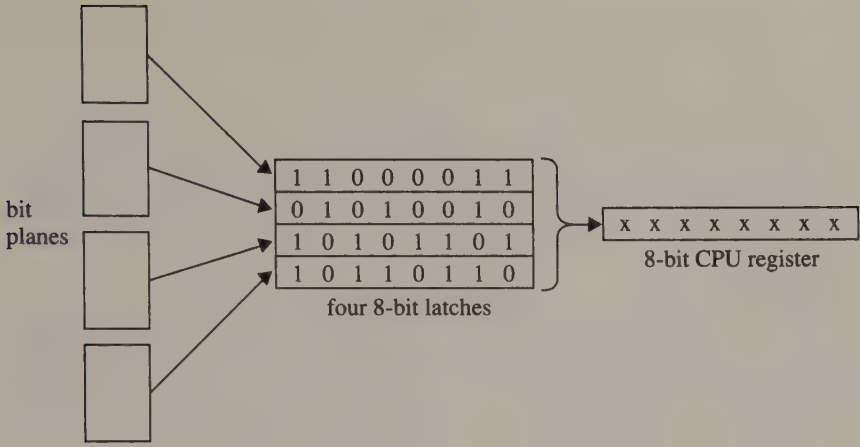 bit
planes
1 1 0 0 0 0 1 1
0 1 0 1 0 0 1 0
1 0 1 0 1 1 0 1
1 0 1 1 0 1 1 0
four 8-bit latches
x x x x x x x x
8-bit CPU register